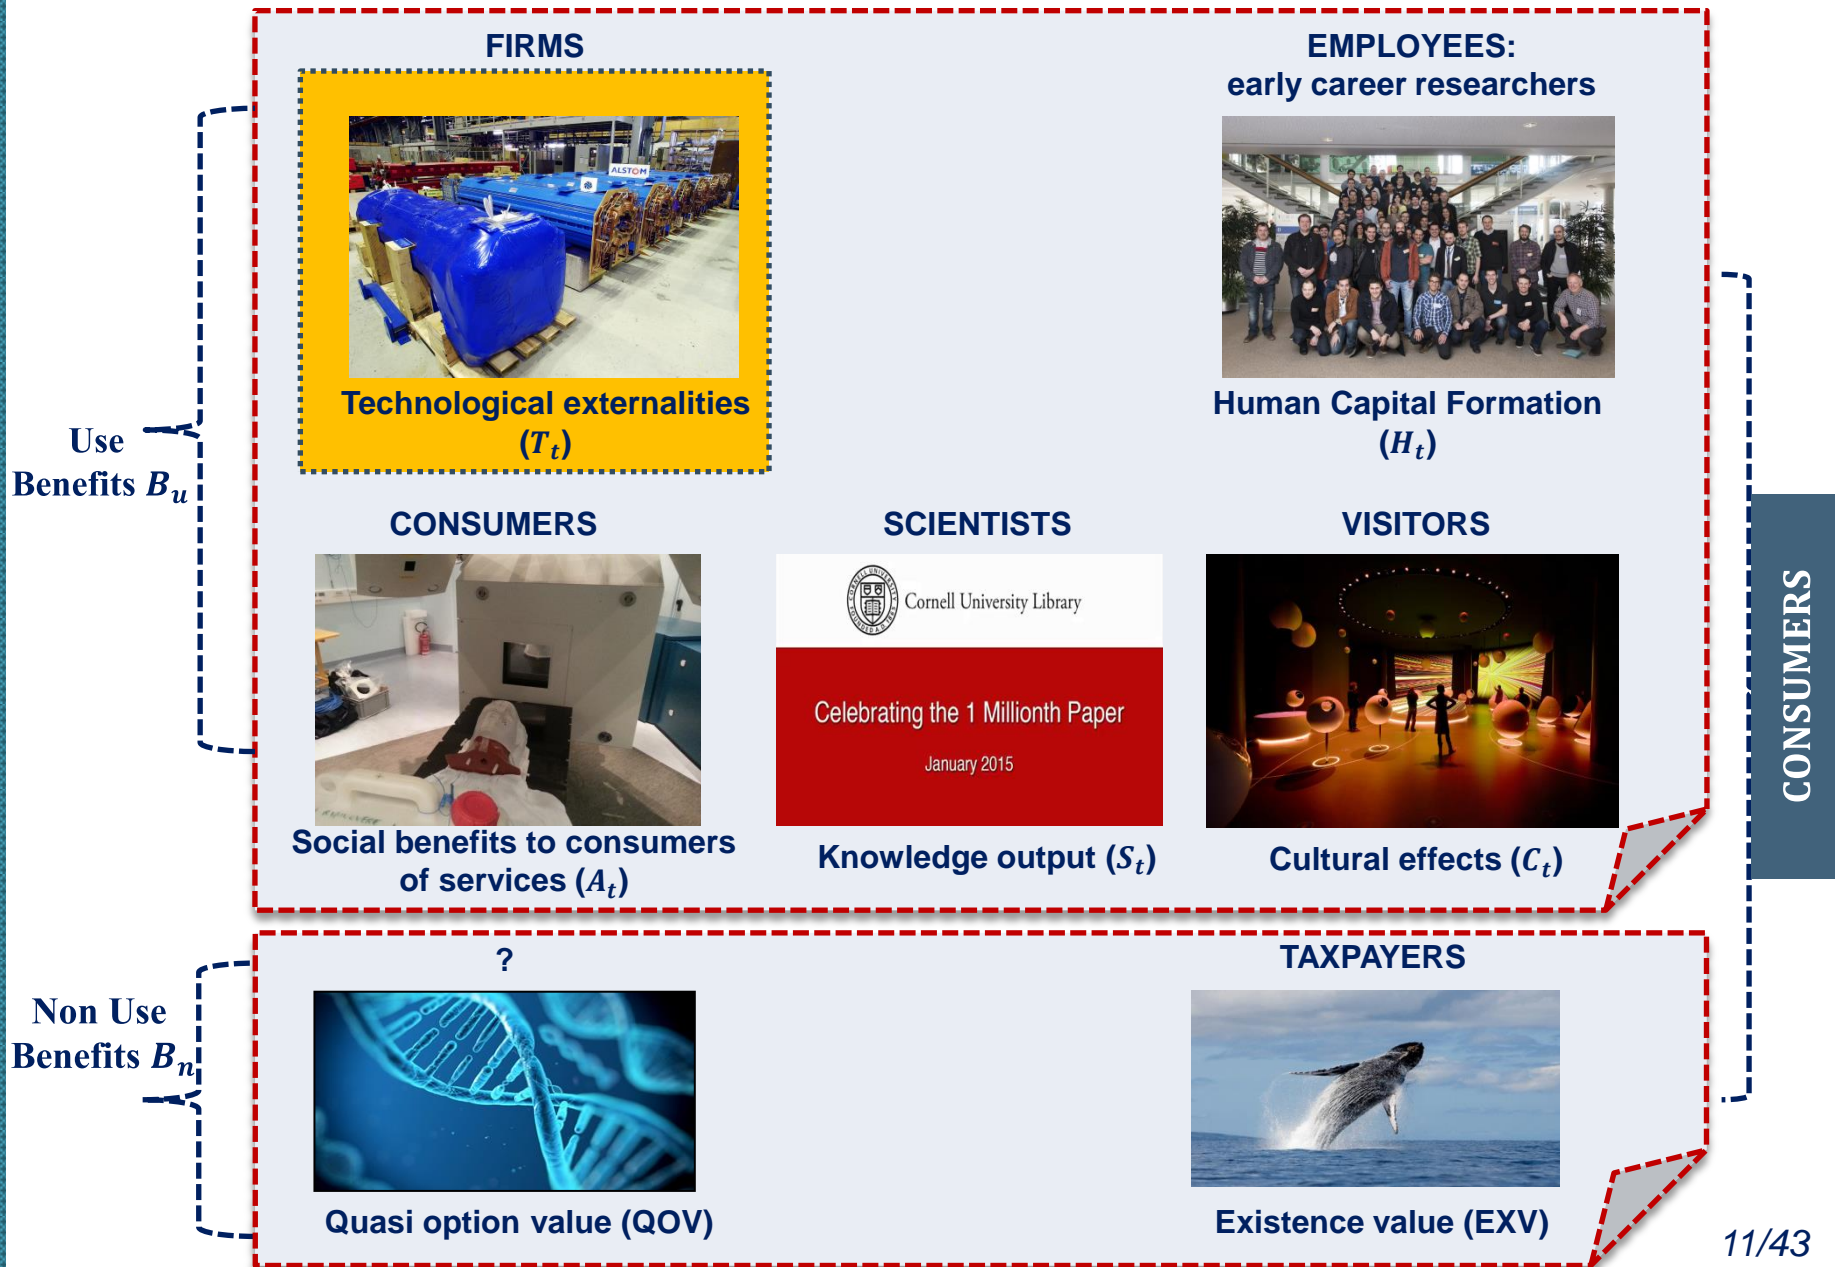 FIRMS
EMPLOYEES:
early career researchers
ALSTOM
Technological externalities
(T_t)
Human Capital Formation
(H_t)
Use
Benefits B_u
CONSUMERS
SCIENTISTS
VISITORS
Cornell University Library
Celebrating the 1 Millionth Paper
January 2015
Social benefits to consumers
of services (A_t)
Knowledge output (S_t)
Cultural effects (C_t)
CONSUMERS
?
TAXPAYERS
Non Use
Benefits B_n
Quasi option value (QOV)
Existence value (EXV)
11/43